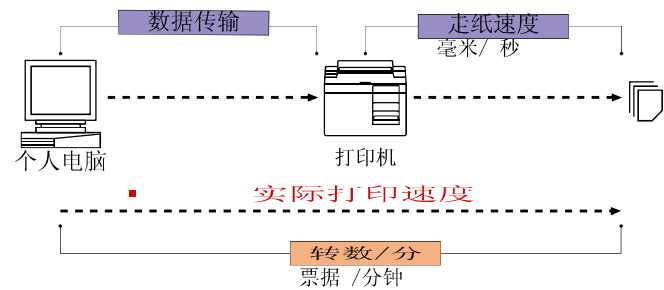 数据传输
走纸速度
毫米/ 秒
个人电脑
打印机
实际打印速度
转数/分
票据 /分钟